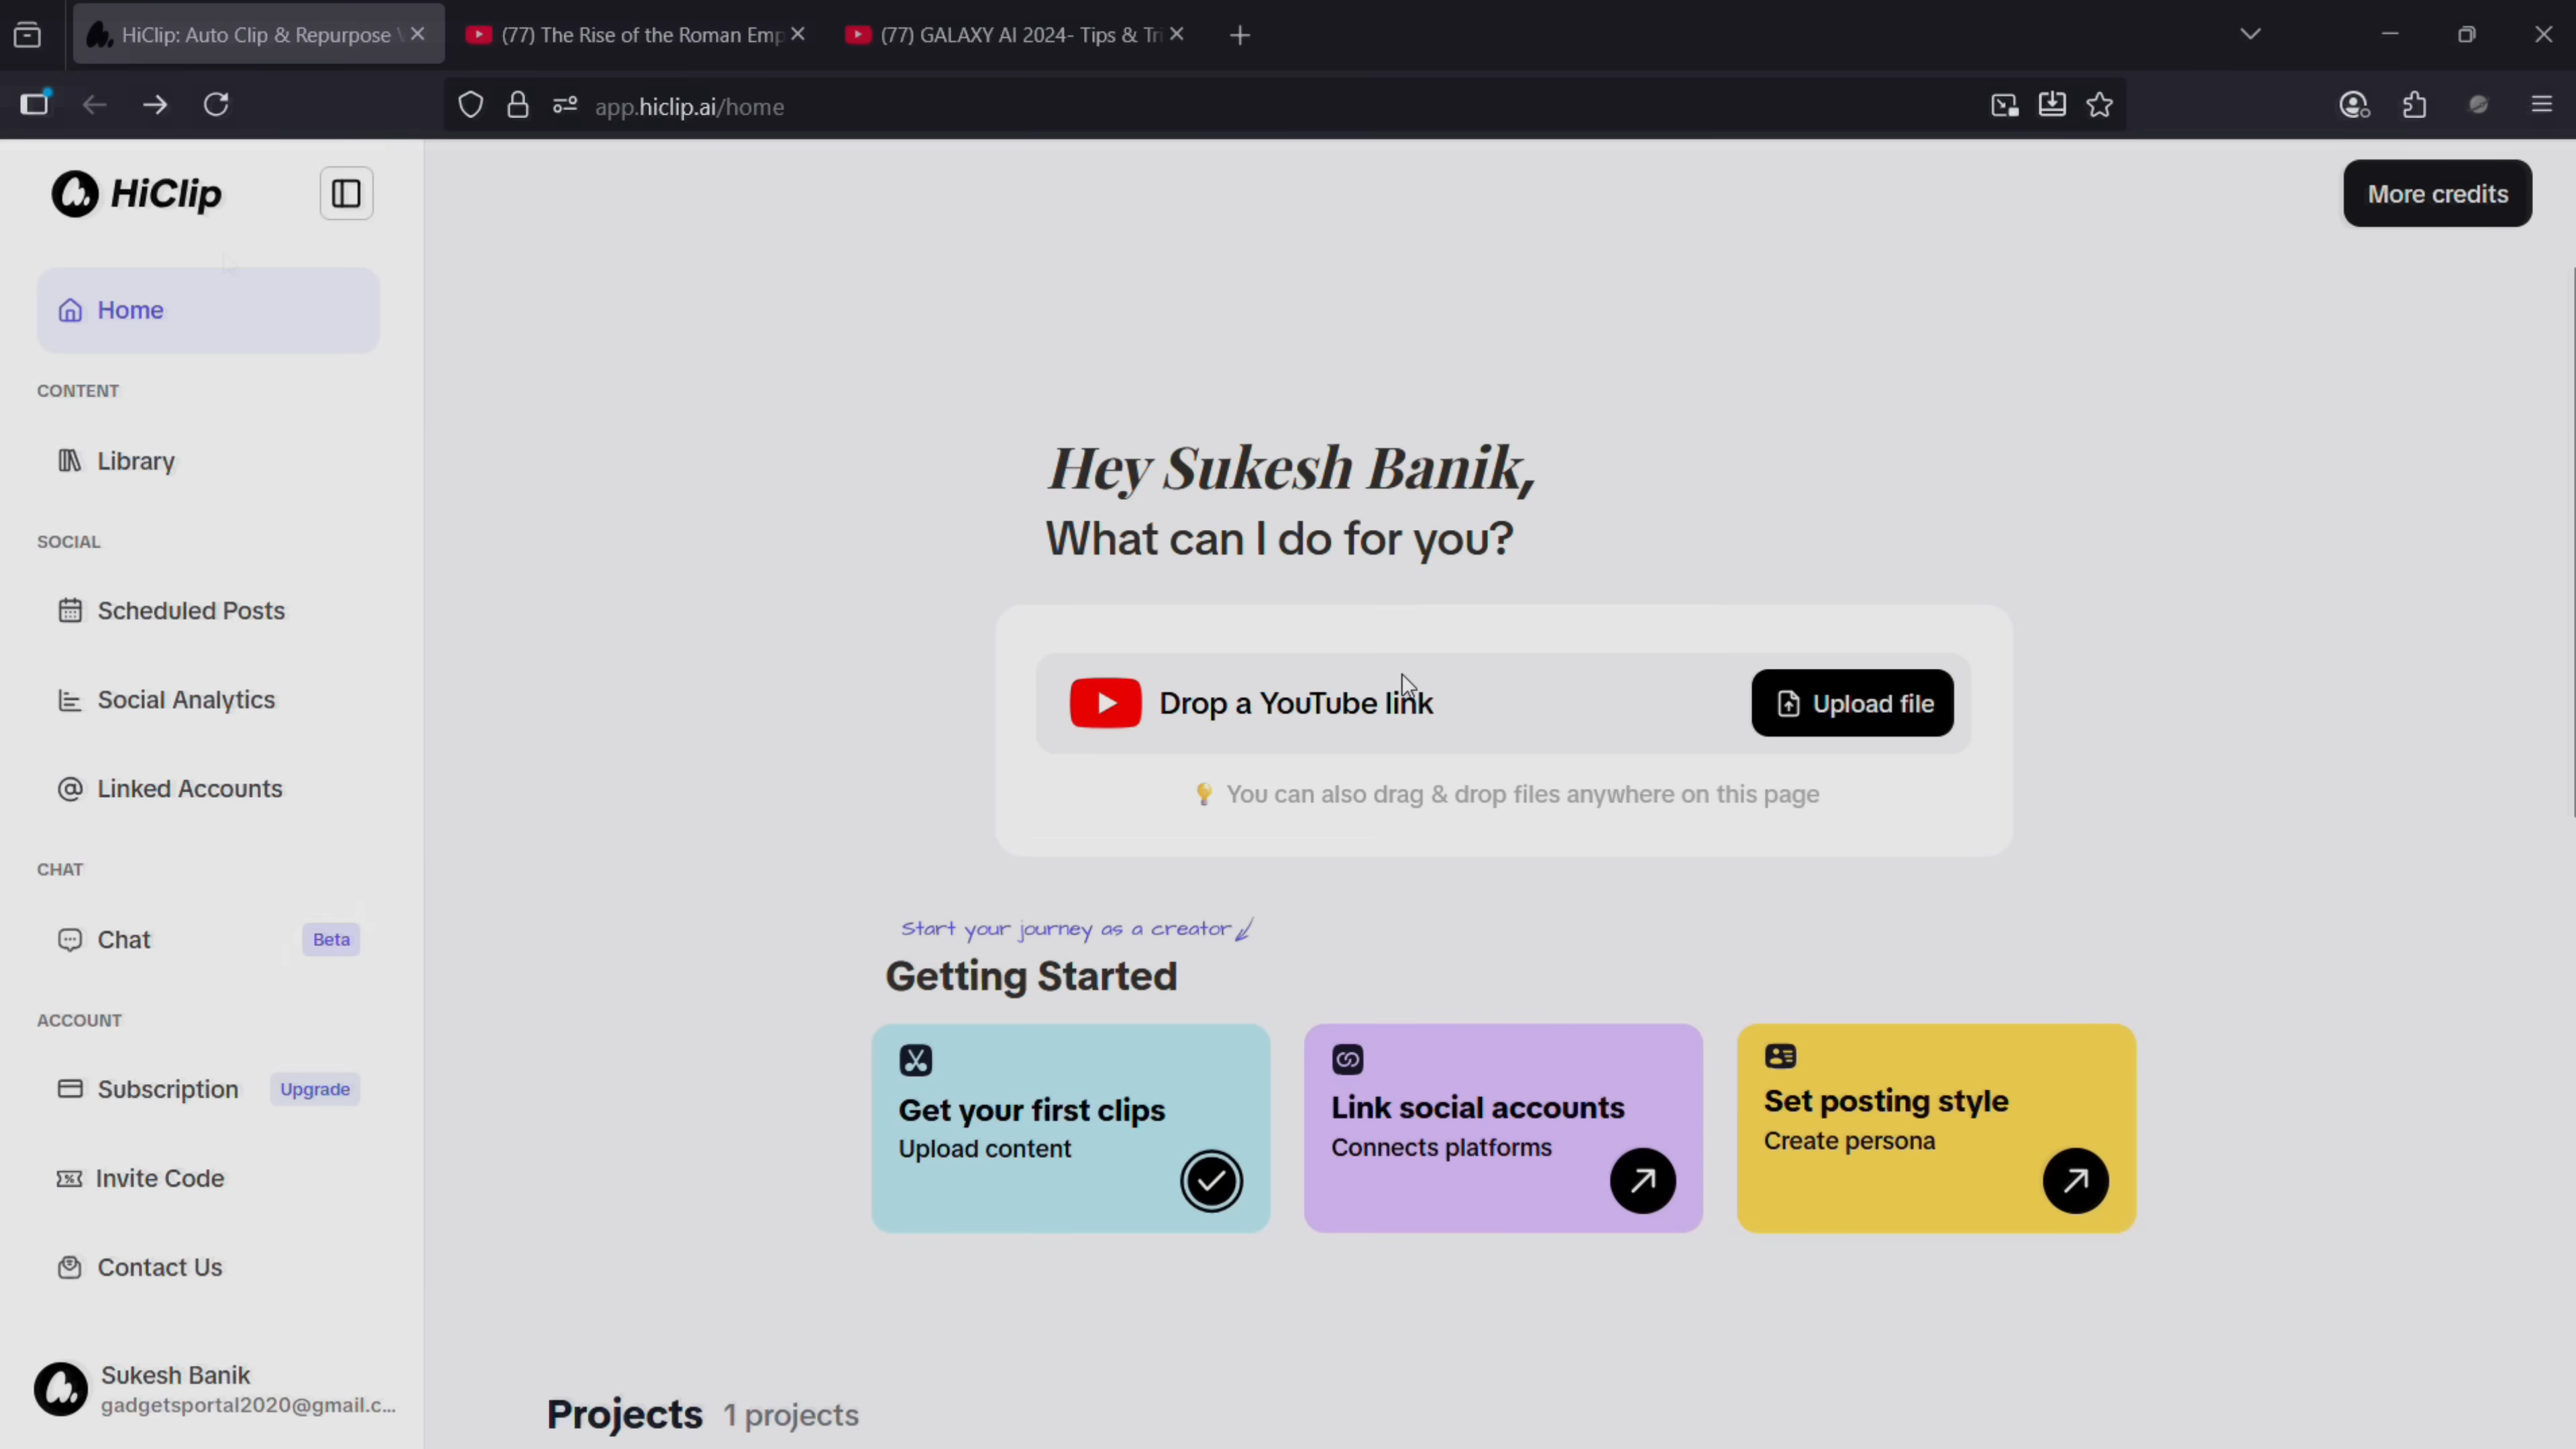 HiClip: Auto Clip & Repurpose
(77) The Rise of the Roman Emp
(77) GALAXY AI 2024- Tips & Tri
app.hiclip.ai/home
HiClip
More credits
Home
CONTENT
Library
SOCIAL
Scheduled Posts
Social Analytics
Linked Accounts
CHAT
Chat
Beta
ACCOUNT
Subscription
Upgrade
Invite Code
Contact Us
Sukesh Banik
gadgetsportal2020@gmail.c...
Hey Sukesh Banik,
What can I do for you?
Drop a YouTube link
Upload file
You can also drag & drop files anywhere on this page
Start your journey as a creator
Getting Started
Get your first clips
Upload content
Link social accounts
Connects platforms
Set posting style
Create persona
Projects 1 projects